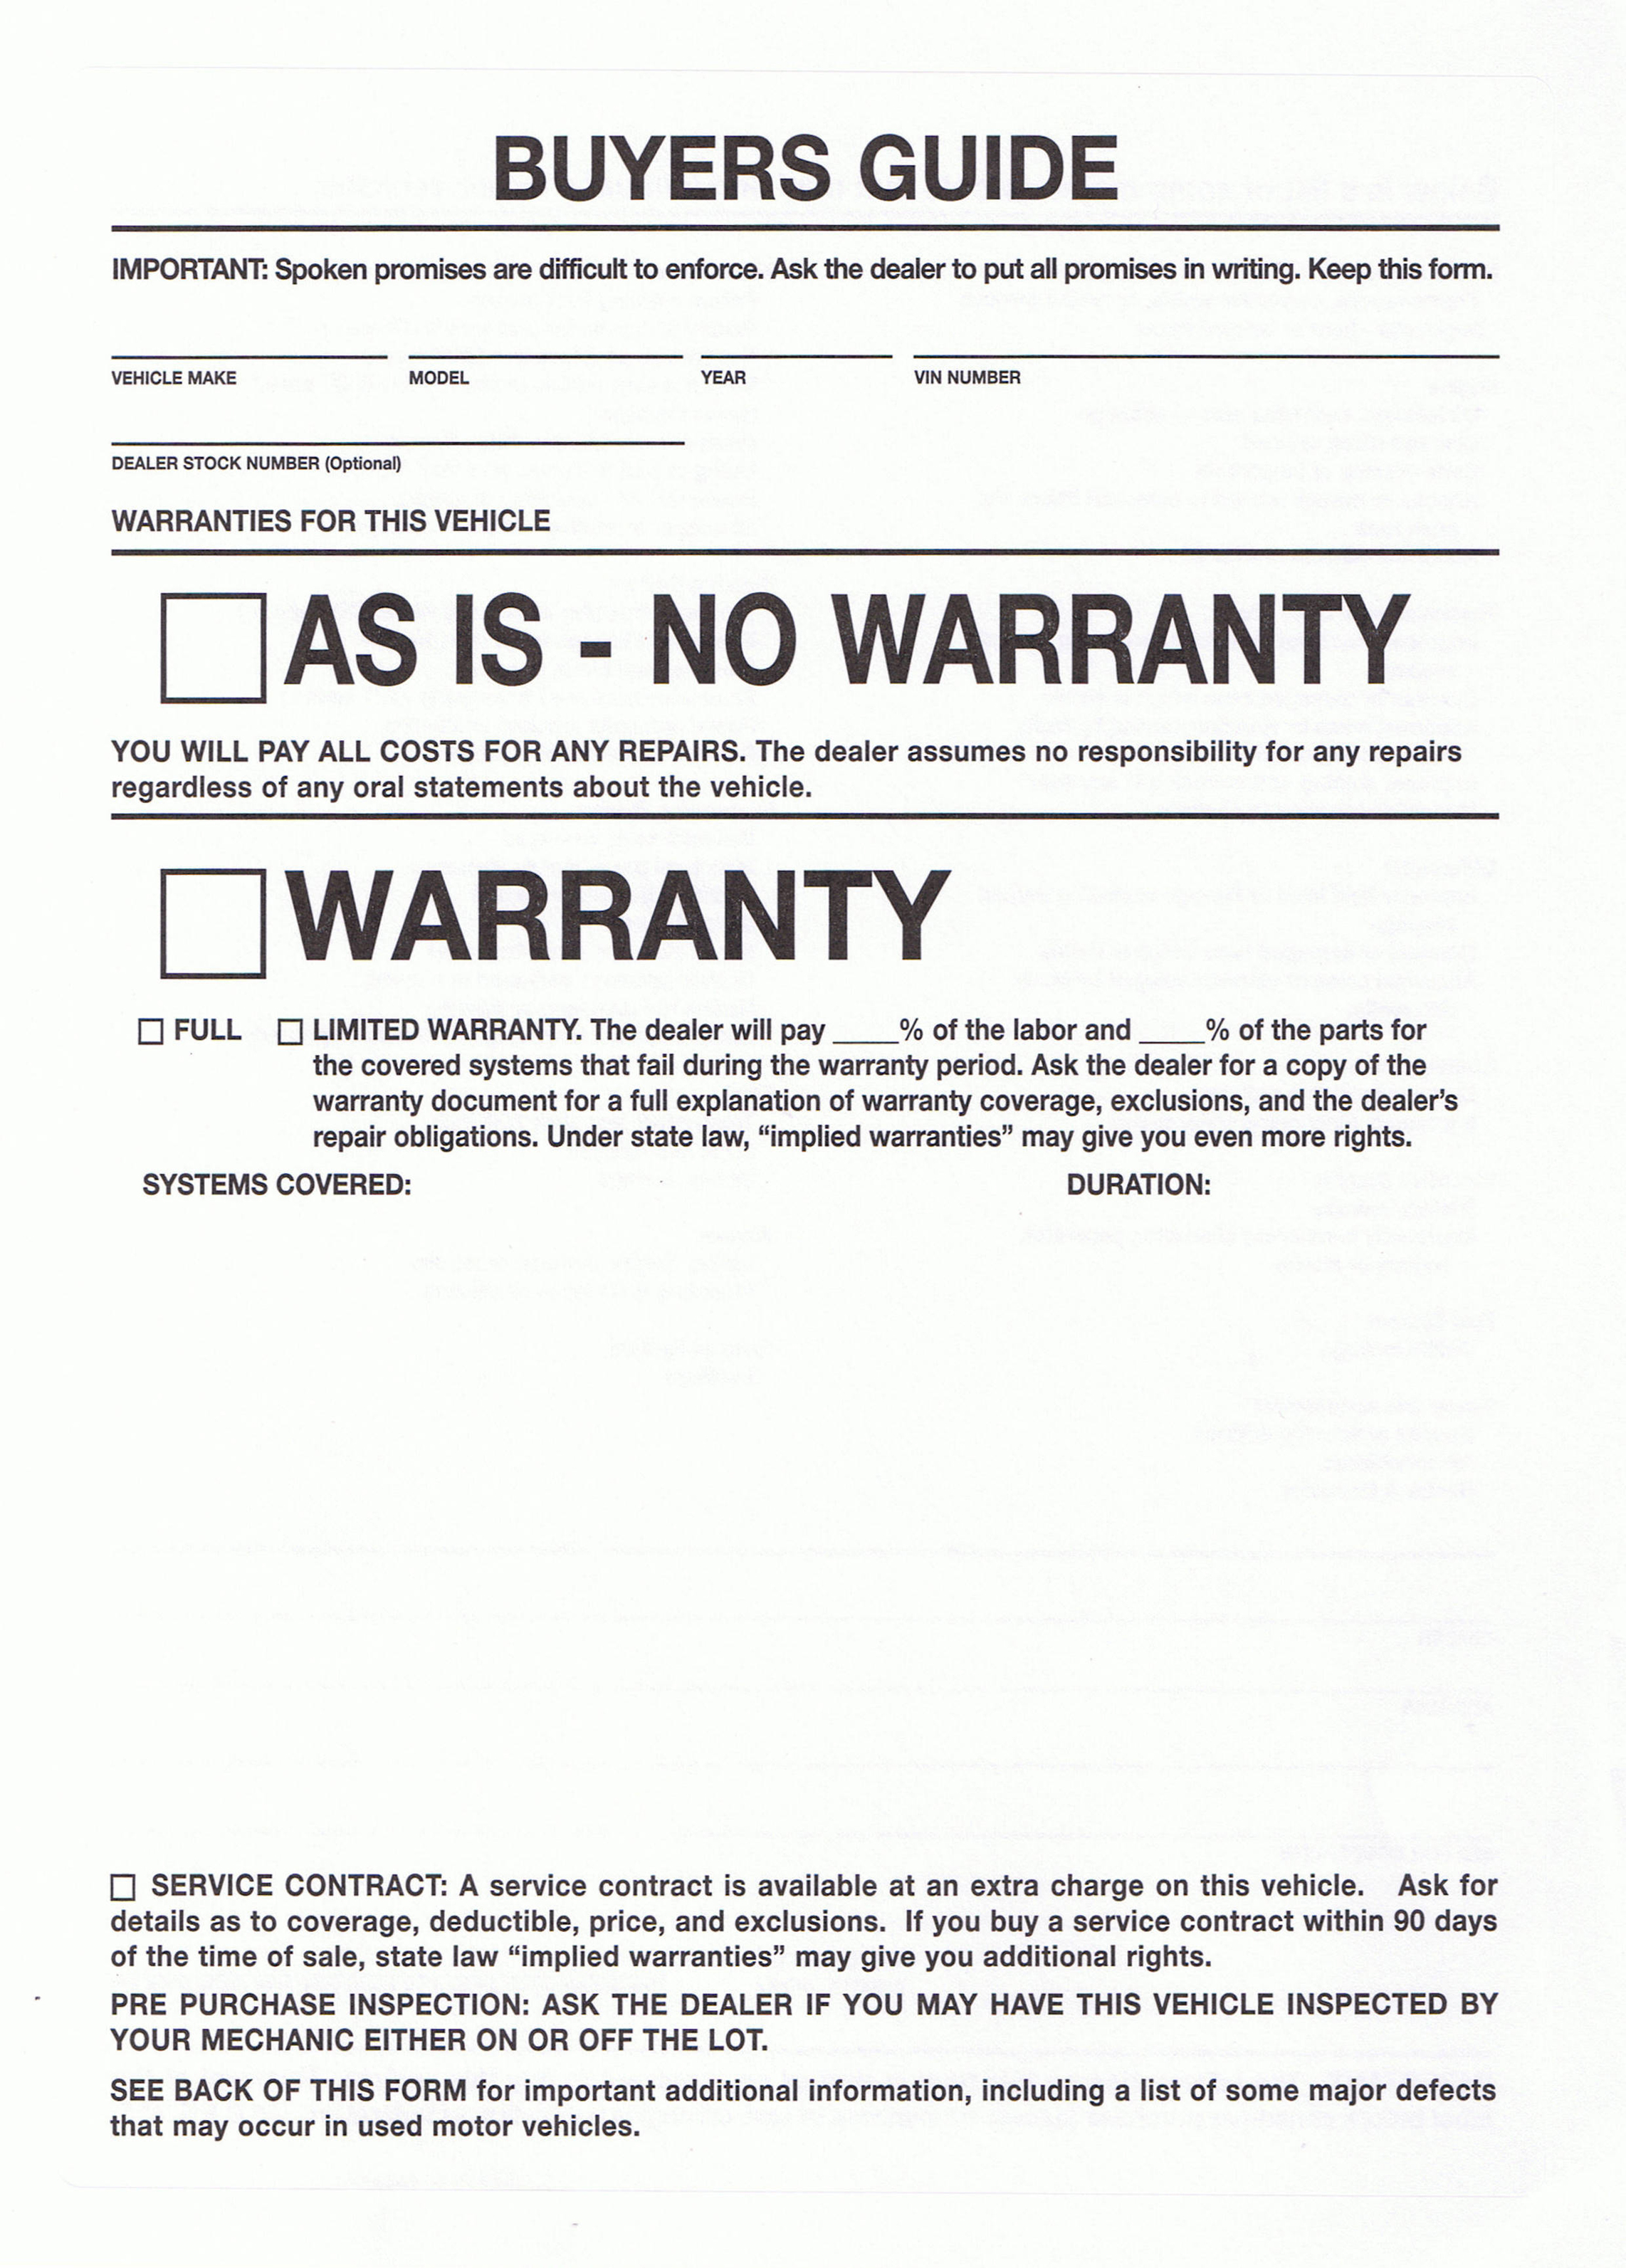 BUYERS GUIDE
IMPORTANT: Spoken promises are difficult to enforce. Ask the dealer to put all promises in writing. Keep this form.
VEHICLE MAKE MODEL YEAR VIN NUMBER
DEALER STOCK NUMBER (Optional)
WARRANTIES FOR THIS VEHICLE
AS IS - NO WARRANTY
YOU WILL PAY ALL COSTS FOR ANY REPAIRS. The dealer assumes no responsibility for any repairs
regardless of any oral statements about the vehicle.
WARRANTY
☐ FULL ☐ LIMITED WARRANTY. The dealer will pay ____% of the labor and ____% of the parts for
the covered systems that fail during the warranty period. Ask the dealer for a copy of the
warranty document for a full explanation of warranty coverage, exclusions, and the dealer’s
repair obligations. Under state law, “implied warranties” may give you even more rights.
SYSTEMS COVERED: DURATION:
☐ SERVICE CONTRACT: A service contract is available at an extra charge on this vehicle. Ask for
details as to coverage, deductible, price, and exclusions. If you buy a service contract within 90 days
of the time of sale, state law “implied warranties” may give you additional rights.
PRE PURCHASE INSPECTION: ASK THE DEALER IF YOU MAY HAVE THIS VEHICLE INSPECTED BY
YOUR MECHANIC EITHER ON OR OFF THE LOT.
SEE BACK OF THIS FORM for important additional information, including a list of some major defects
that may occur in used motor vehicles.